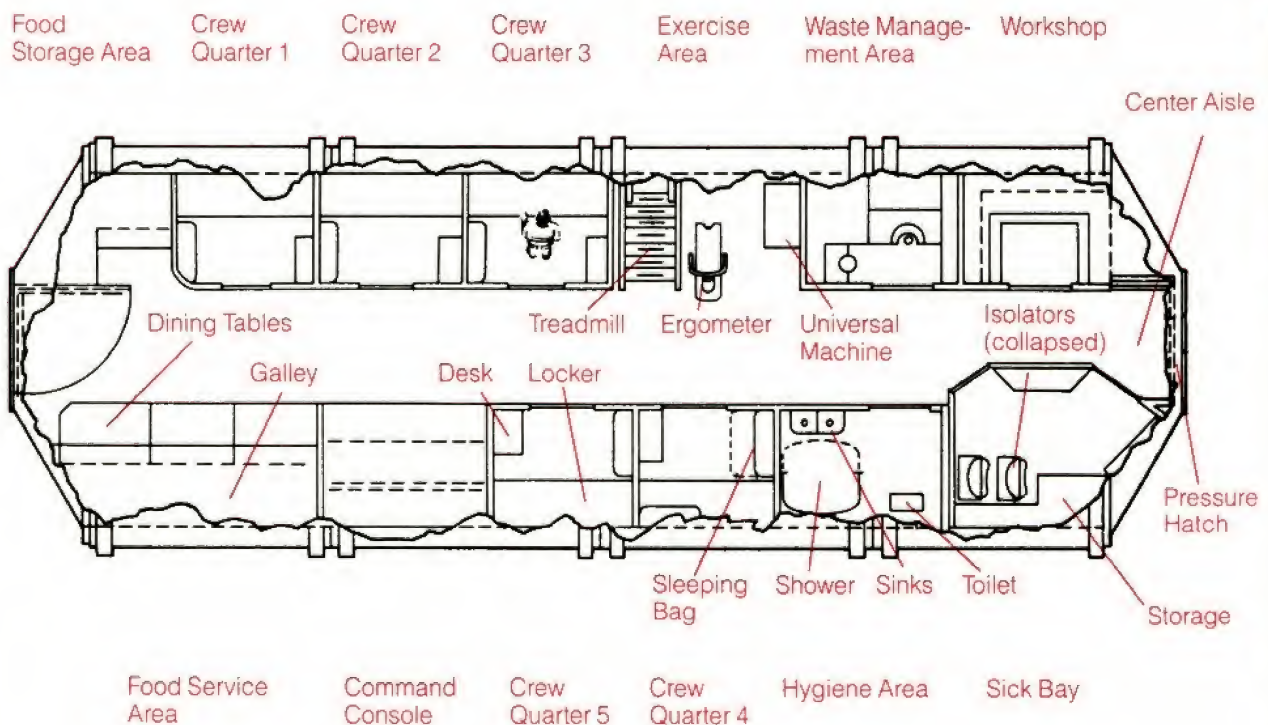 Food
Storage Area
Crew
Quarter 1
Crew
Quarter 2
Crew
Quarter 3
Exercise
Area
Waste Manage-
ment Area
Workshop
Center Aisle
Dining Tables
Treadmill
Ergometer
Universal
Machine
Isolators
(collapsed)
Galley
Desk
Locker
Pressure
Hatch
Sleeping
Bag
Shower
Sinks
Toilet
Storage
Food Service
Area
Command
Console
Crew
Quarter 5
Crew
Quarter 4
Hygiene Area
Sick Bay